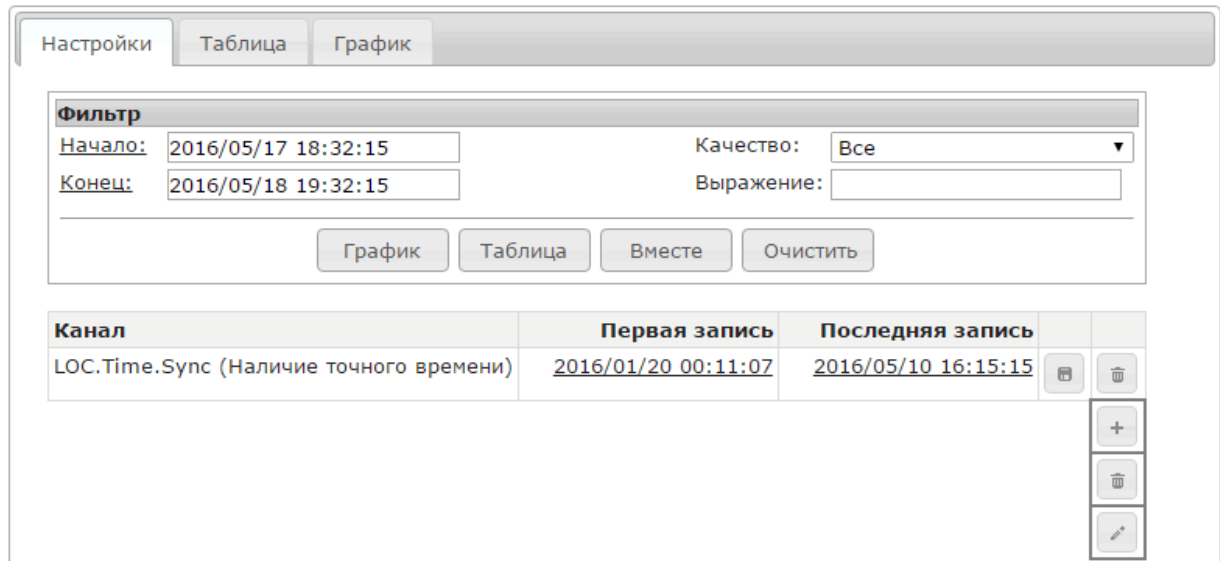 Настройки Таблица График
Фильтр
Начало: 2016/05/17 18:32:15 Качество: Все
Конец: 2016/05/18 19:32:15 Выражение:
График Таблица Вместе Очистить
Канал Первая запись Последняя запись
LOC.Time.Sync (Наличие точного времени) 2016/01/20 00:11:07 2016/05/10 16:15:15